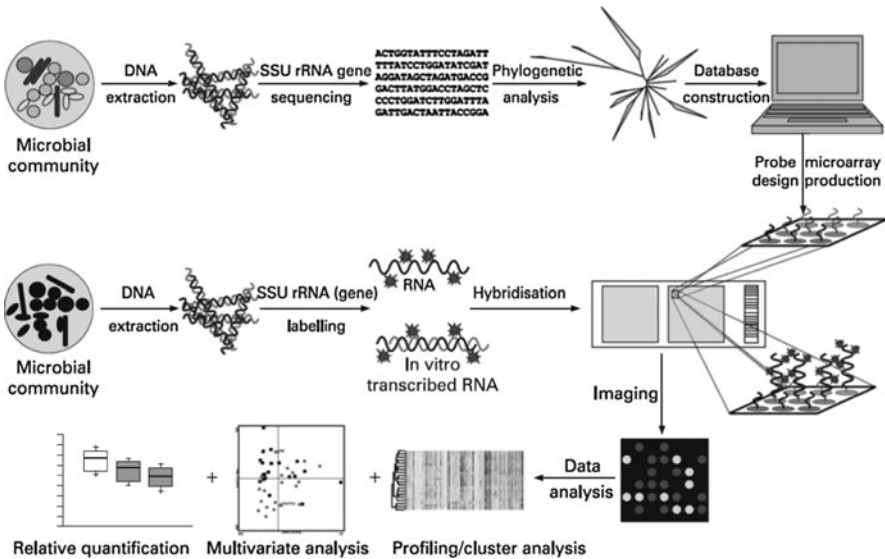 DNA
extraction
SSU rRNA gene
sequencing
ACTGGTATTTCCTAGATT
TTTATCCTGGATATCGAT
AGGATAGCTAGATGACCG
GACTTATGGACCTAGCTC
CCCTGGATCTTGGATTTA
GATTGACTAATTACCGGA
Phylogenetic
analysis
Database
construction
Microbial
community
Probe microarray
design production
DNA
extraction
SSU rRNA (gene)
labelling
RNA
Hybridisation
In vitro
transcribed RNA
Microbial
community
Imaging
Data
analysis
+
+
Relative quantification
Multivariate analysis
Profiling/cluster analysis